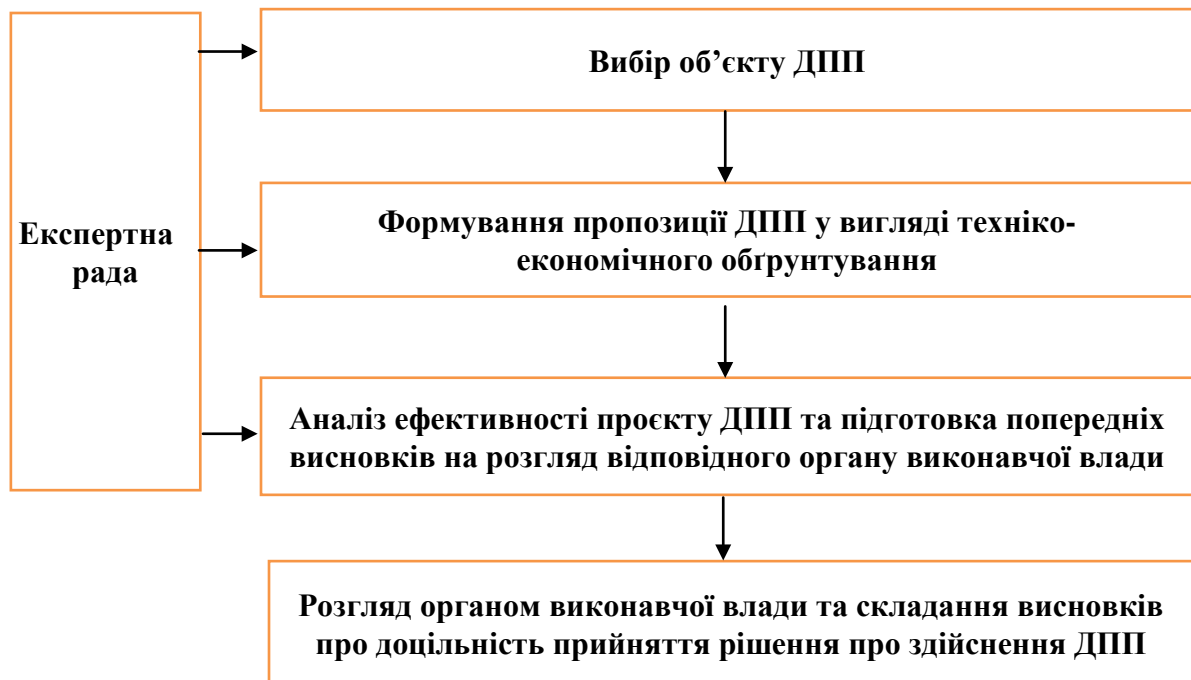 Експертна
рада
Вибір об’єкту ДПП
Формування пропозиції ДПП у вигляді техніко-
економічного обґрунтування
Аналіз ефективності проєкту ДПП та підготовка попередніх
висновків на розгляд відповідного органу виконавчої влади
Розгляд органом виконавчої влади та складання висновків
про доцільність прийняття рішення про здійснення ДПП